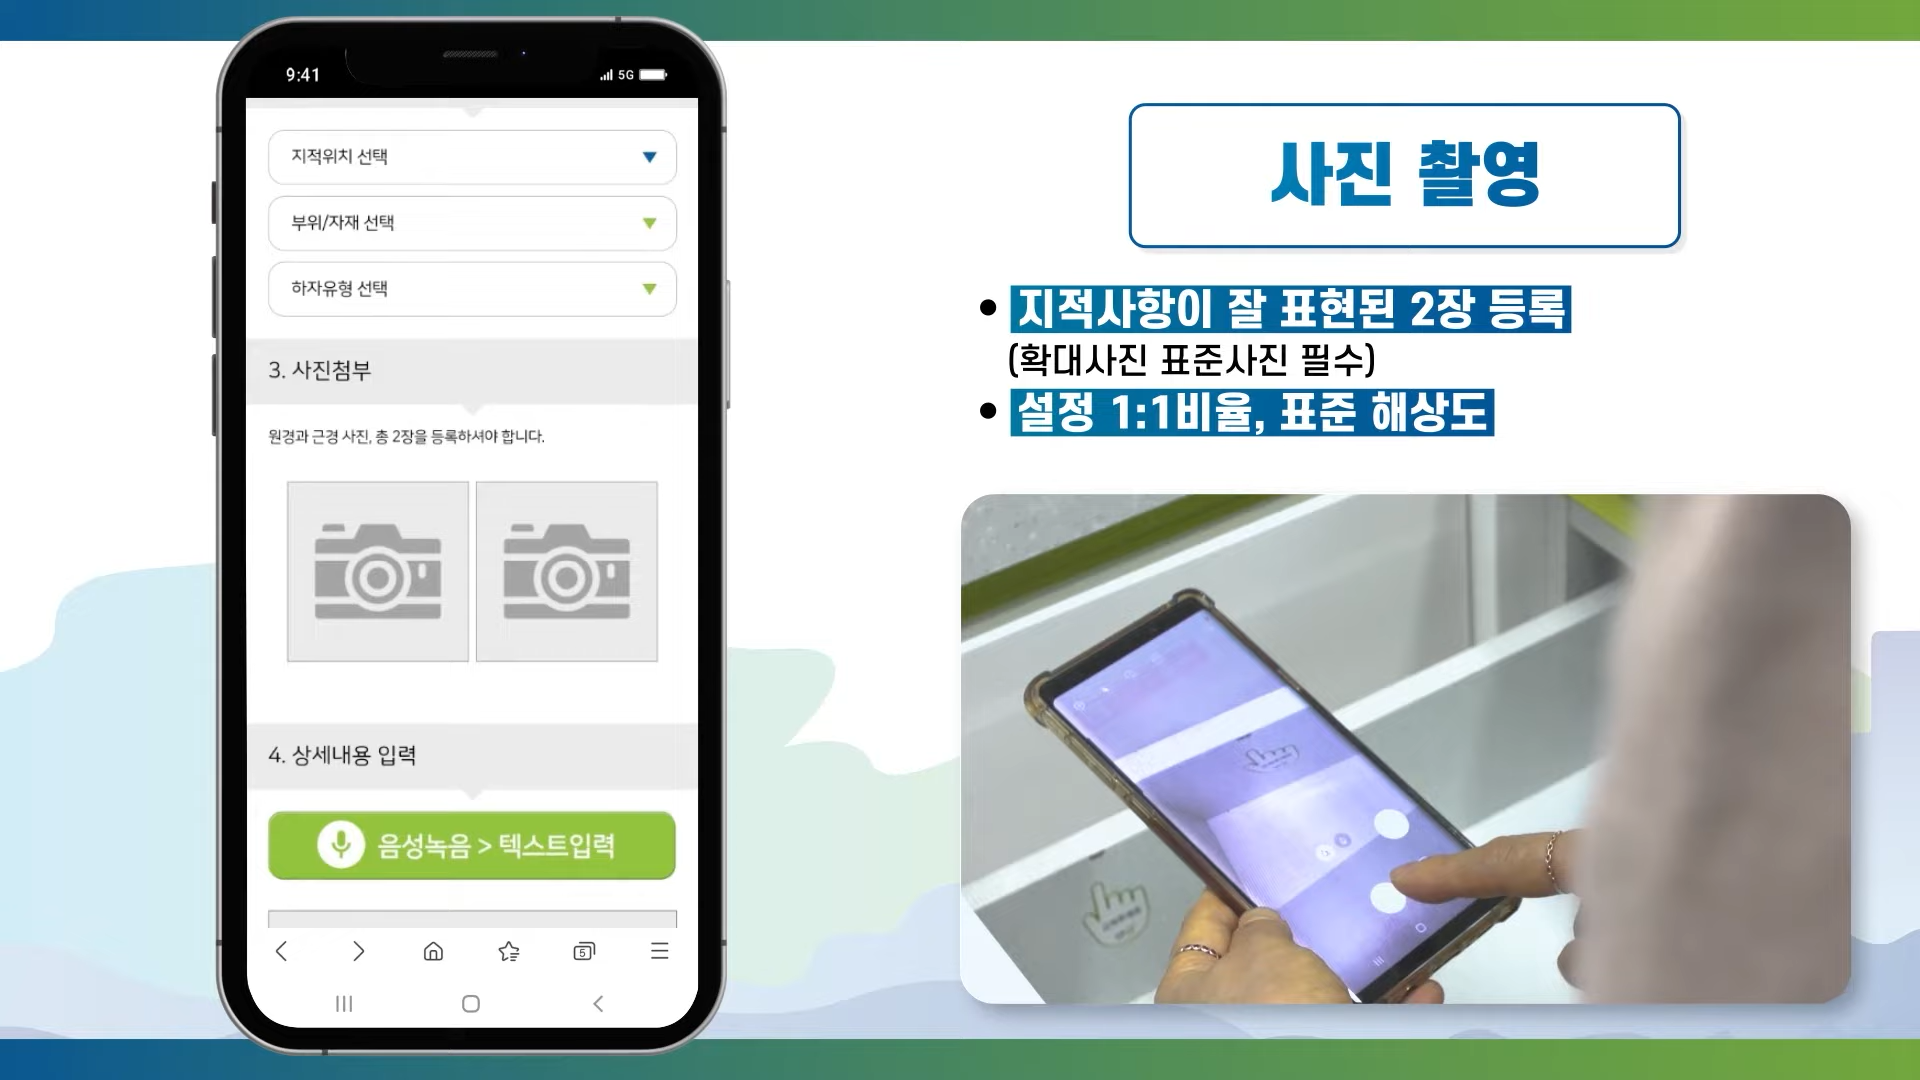 9:41
5G
지적위치 선택
부위/자재 선택
하자유형 선택
3. 사진첨부
원경과 근경 사진, 총 2장을 등록하셔야 합니다.
4. 상세내용 입력
음성녹음 > 텍스트입력
5
사진 촬영
• 지적사항이 잘 표현된 2장 등록
(확대사진 표준사진 필수)
• 설정 1:1비율, 표준 해상도